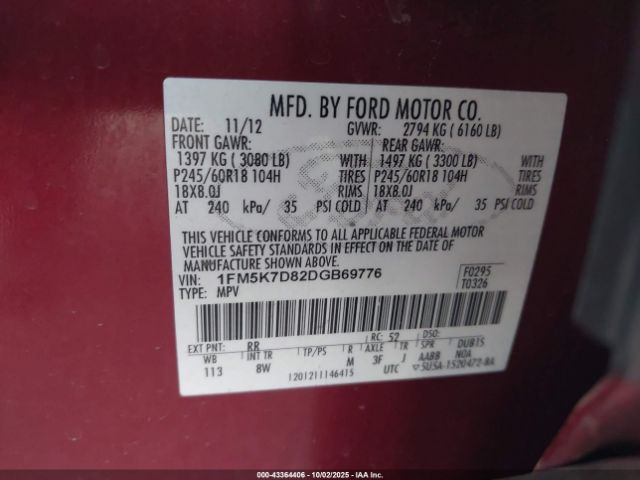 MFD. BY FORD MOTOR CO.
DATE: 11/12 GVWR: 2794 KG ( 6160 LB)
FRONT GAWR: REAR GAWR:
1397 KG ( 3080 LB) WITH 1497 KG ( 3300 LB) WITH
P245/60R18 104H TIRES P245/60R18 104H TIRES
18X8.0J RIMS 18X8.0J RIMS
AT 240 kPa/ 35 PSI COLD AT 240 kPa/ 35 PSI COLD
THIS VEHICLE CONFORMS TO ALL APPLICABLE FEDERAL MOTOR
VEHICLE SAFETY STANDARDS IN EFFECT ON THE DATE OF
MANUFACTURE SHOWN ABOVE.
VIN: 1FM5K7D82DGB69776 F0295
TYPE: MPV T0326
EXT PNT: RR RC: 52 DSO:
WB INT TR TP/PS R AXLE TR SPR DUBTS
113 8W M 3F J AABB NOA
1201211146415 UTC 5U5A-1520472-BA
000-43364406 - 10/02/2025 - IAAI.COM